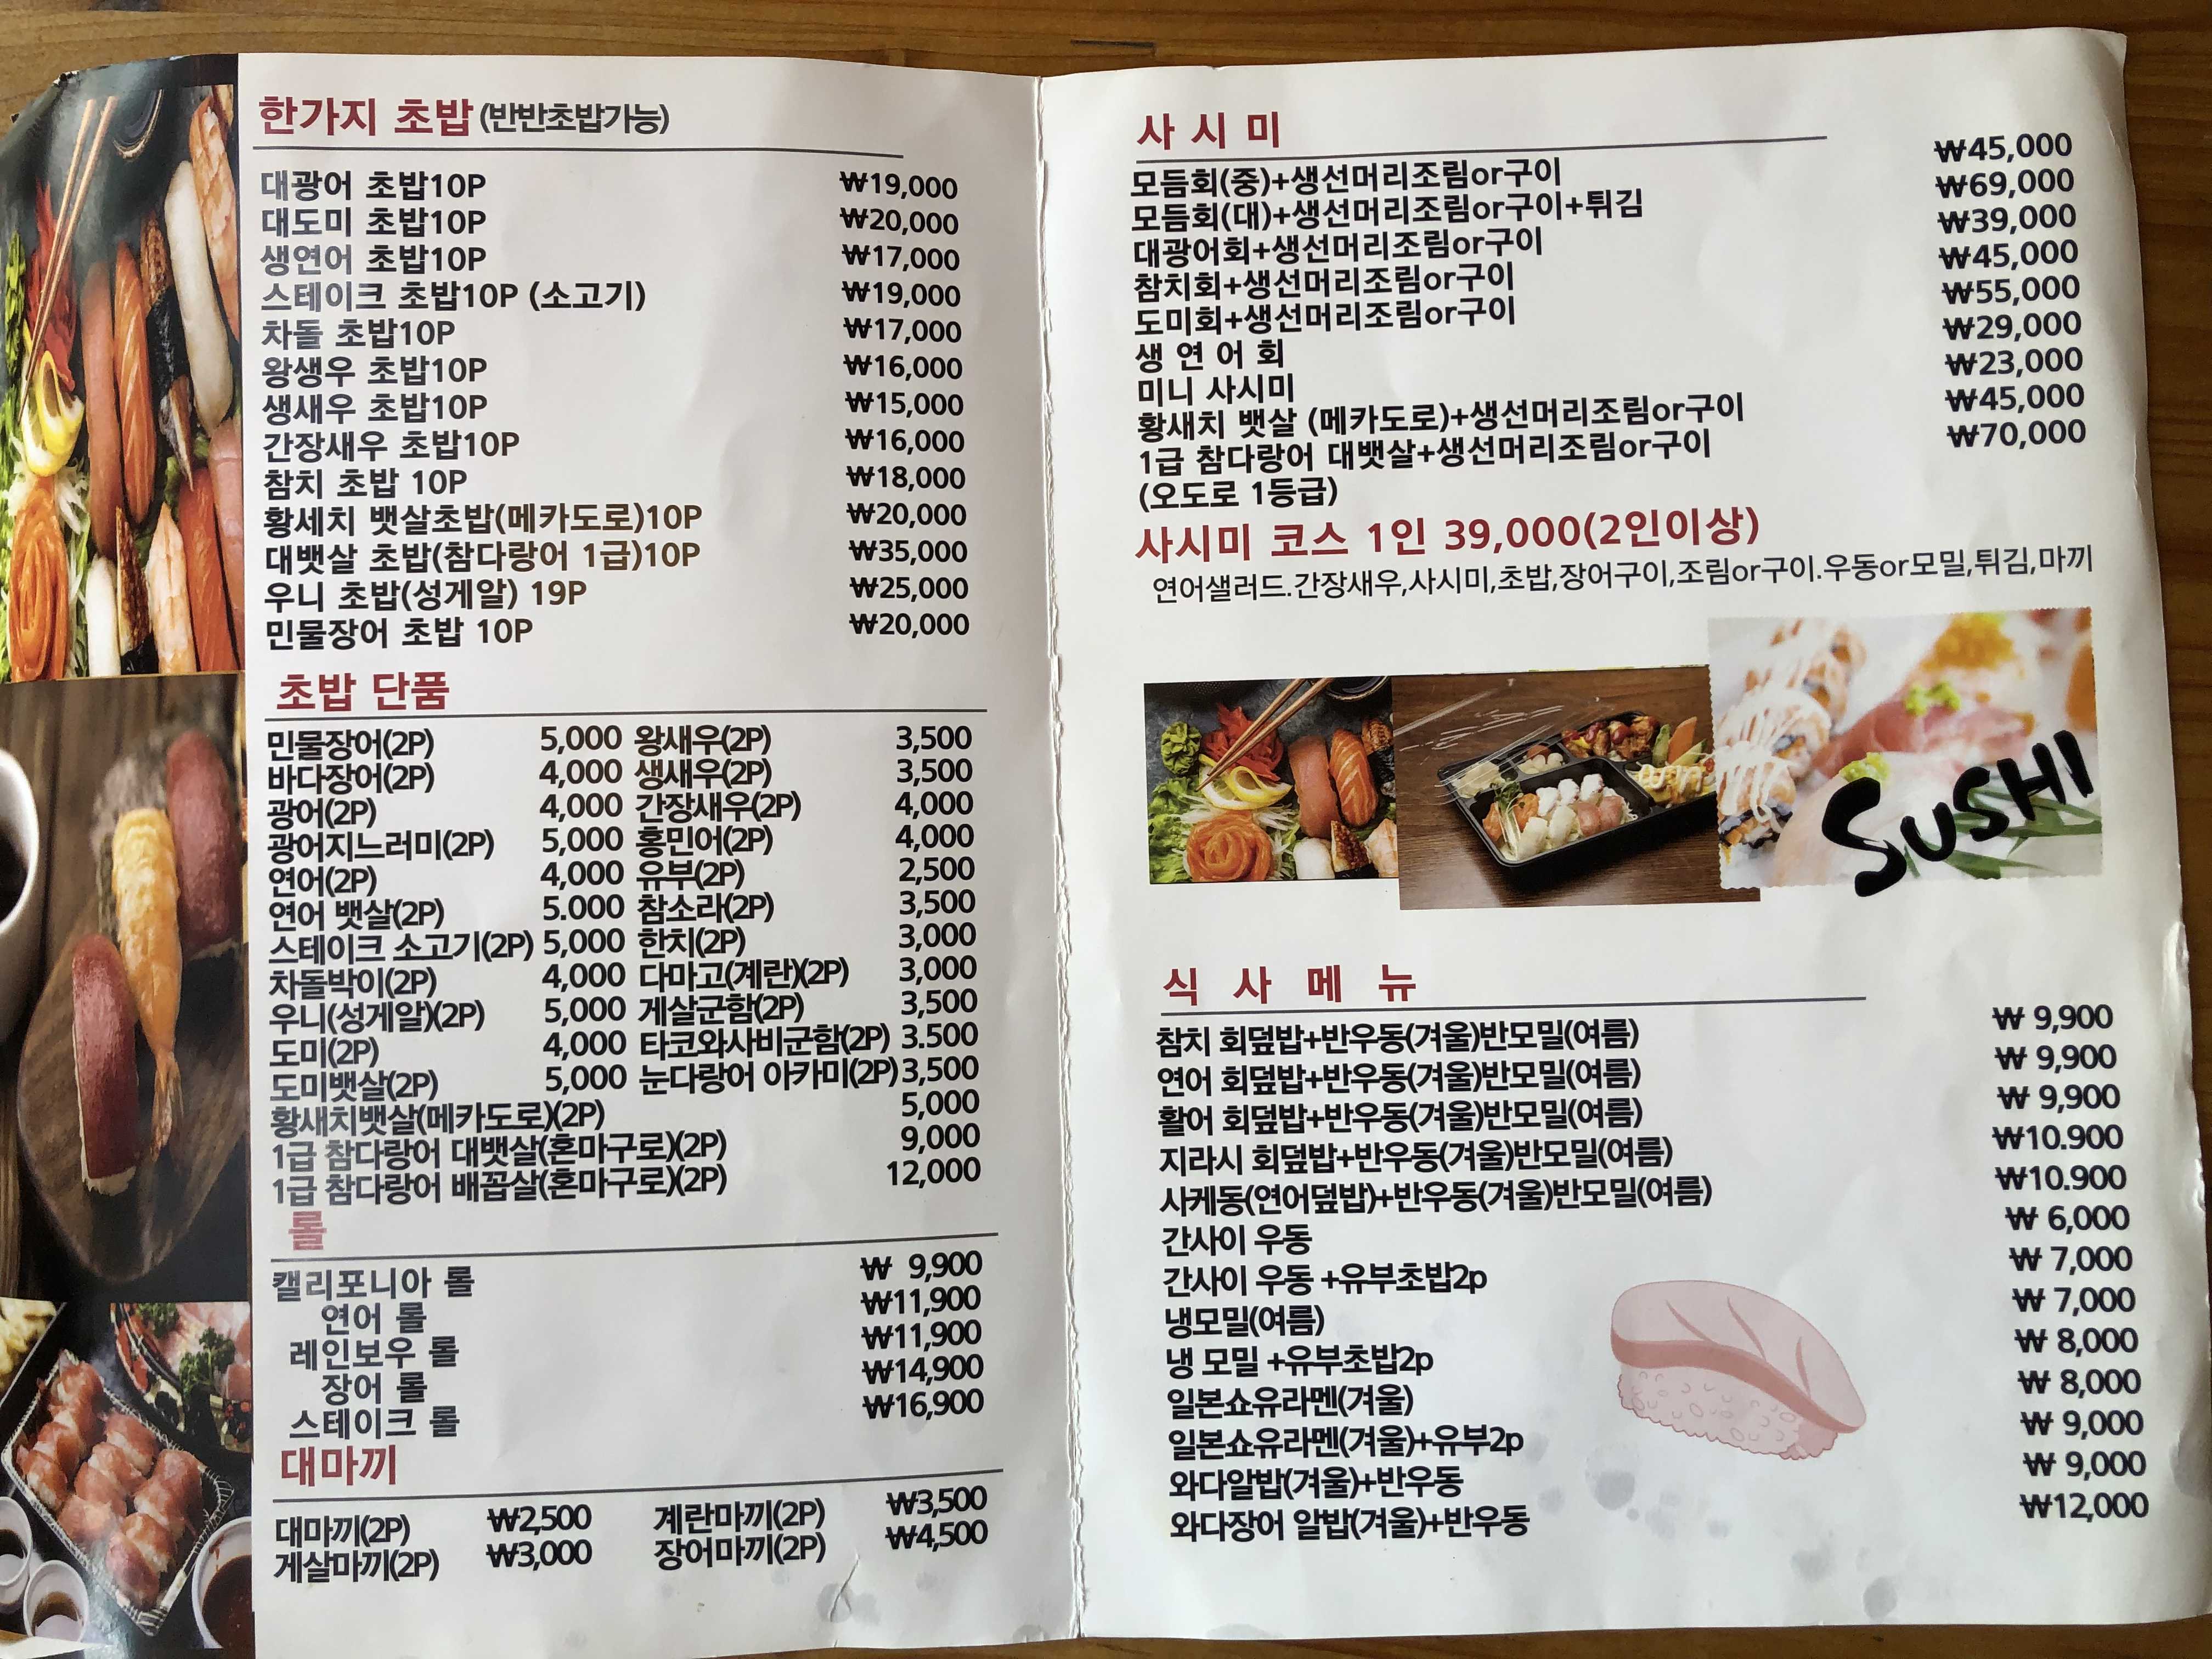 한가지 초밥 (반반초밥가능)
대광어 초밥10P ₩19,000
대도미 초밥10P ₩20,000
생연어 초밥10P ₩17,000
스테이크 초밥10P (소고기) ₩19,000
차돌 초밥10P ₩17,000
왕생우 초밥10P ₩16,000
생새우 초밥10P ₩15,000
간장새우 초밥10P ₩16,000
참치 초밥 10P ₩18,000
황세치 뱃살초밥(메카도로)10P ₩20,000
대뱃살 초밥(참다랑어 1급)10P ₩35,000
우니 초밥(성게알) 19P ₩25,000
민물장어 초밥 10P ₩20,000
초밥 단품
민물장어(2P) 5,000 왕새우(2P) 3,500
바다장어(2P) 4,000 생새우(2P) 3,500
광어(2P) 4,000 간장새우(2P) 4,000
광어지느러미(2P) 5,000 홍민어(2P) 4,000
연어(2P) 4,000 유부(2P) 2,500
연어 뱃살(2P) 5.000 참소라(2P) 3,500
스테이크 소고기(2P) 5,000 한치(2P) 3,000
차돌박이(2P) 4,000 다마고(계란)(2P) 3,000
우니(성게알)(2P) 5,000 게살군함(2P) 3,500
도미(2P) 4,000 타코와사비군함(2P) 3.500
도미뱃살(2P) 5,000 눈다랑어 아카미(2P) 3,500
황새치뱃살(메카도로)(2P) 5,000
1급 참다랑어 대뱃살(혼마구로)(2P) 9,000
1급 참다랑어 배꼽살(혼마구로)(2P) 12,000
롤
캘리포니아 롤 ₩ 9,900
연어 롤 ₩11,900
레인보우 롤 ₩11,900
장어 롤 ₩14,900
스테이크 롤 ₩16,900
대마끼
대마끼(2P) ₩2,500 계란마끼(2P) ₩3,500
게살마끼(2P) ₩3,000 장어마끼(2P) ₩4,500
사 시 미
모듬회(중)+생선머리조림or구이 ₩45,000
모듬회(대)+생선머리조림or구이+튀김 ₩69,000
대광어회+생선머리조림or구이 ₩39,000
참치회+생선머리조림or구이 ₩45,000
도미회+생선머리조림or구이 ₩55,000
생 연 어 회 ₩29,000
미니 사시미 ₩23,000
황새치 뱃살 (메카도로)+생선머리조림or구이 ₩45,000
1급 참다랑어 대뱃살+생선머리조림or구이 ₩70,000
(오도로 1등급)
사시미 코스 1인 39,000(2인이상)
연어샐러드.간장새우,사시미,초밥,장어구이,조림or구이.우동or모밀,튀김,마끼
SUSHI
식 사 메 뉴
참치 회덮밥+반우동(겨울)반모밀(여름) ₩ 9,900
연어 회덮밥+반우동(겨울)반모밀(여름) ₩ 9,900
활어 회덮밥+반우동(겨울)반모밀(여름) ₩ 9,900
지라시 회덮밥+반우동(겨울)반모밀(여름) ₩10.900
사케동(연어덮밥)+반우동(겨울)반모밀(여름) ₩10.900
간사이 우동 ₩ 6,000
간사이 우동 +유부초밥2p ₩ 7,000
냉모밀(여름) ₩ 7,000
냉 모밀 +유부초밥2p ₩ 8,000
일본쇼유라멘(겨울) ₩ 8,000
일본쇼유라멘(겨울)+유부2p ₩ 9,000
와다알밥(겨울)+반우동 ₩ 9,000
와다장어 알밥(겨울)+반우동 ₩12,000